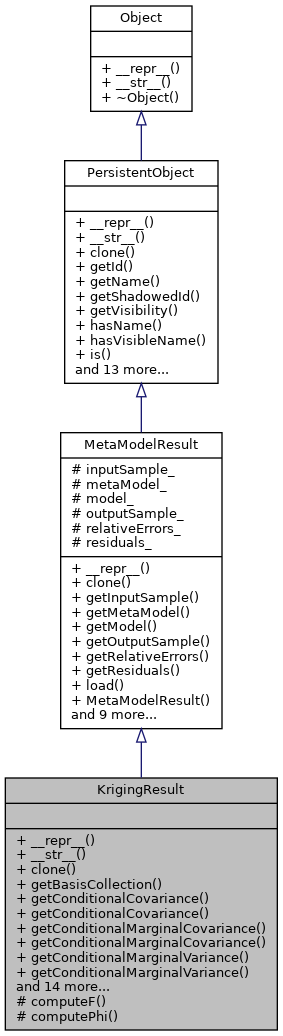 Object
+ __repr__()
+ __str__()
+ ~Object()
PersistentObject
+ __repr__()
+ __str__()
+ clone()
+ getId()
+ getName()
+ getShadowedId()
+ getVisibility()
+ hasName()
+ hasVisibleName()
+ is()
and 13 more...
MetaModelResult
# inputSample_
# metaModel_
# model_
# outputSample_
# relativeErrors_
# residuals_
+ __repr__()
+ clone()
+ getInputSample()
+ getMetaModel()
+ getModel()
+ getOutputSample()
+ getRelativeErrors()
+ getResiduals()
+ load()
+ MetaModelResult()
and 9 more...
KrigingResult
+ __repr__()
+ __str__()
+ clone()
+ getBasisCollection()
+ getConditionalCovariance()
+ getConditionalCovariance()
+ getConditionalMarginalCovariance()
+ getConditionalMarginalCovariance()
+ getConditionalMarginalVariance()
+ getConditionalMarginalVariance()
and 14 more...
# computeF()
# computePhi()